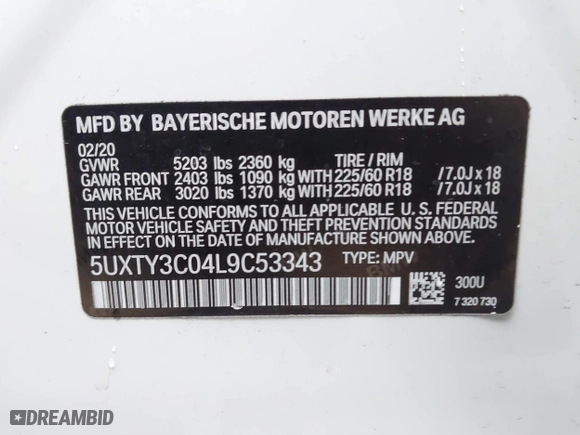 MFD BY BAYERISCHE MOTOREN WERKE AG
02/20
GVWR 5203 lbs 2360 kg TIRE / RIM
GAWR FRONT 2403 lbs 1090 kg WITH 225/60 R18 / 7.0J x 18
GAWR REAR 3020 lbs 1370 kg WITH 225/60 R18 / 7.0J x 18
THIS VEHICLE CONFORMS TO ALL APPLICABLE U. S. FEDERAL
MOTOR VEHICLE SAFETY AND THEFT PREVENTION STANDARDS
IN EFFECT ON THE DATE OF MANUFACTURE SHOWN ABOVE.
5UXTY3C04L9C53343 TYPE: MPV
300U
7 320 730
DREAMBID